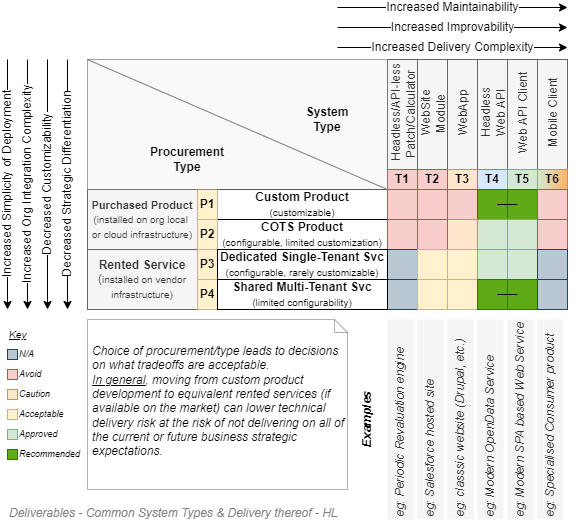 Increased Maintainability
Increased Improvability
Increased Delivery Complexity
Increased Simplicity of Deployment
Increased Org Integration Complexity
Decreased Customizability
Decreased Strategic Differentiation
System
Type
Procurement
Type
Headless/API-less
Patch/Calculator
WebSite
Module
WebApp
Headless
Web API
Web API Client
Mobile Client
T1
T2
T3
T4
T5
T6
Purchased Product
(installed on org local
or cloud infrastructure)
P1
Custom Product
(customizable)
P2
COTS Product
(configurable, limited customization)
Rented Service
(installed on vendor
infrastructure)
P3
Dedicated Single-Tenant Svc
(configurable, rarely customizable)
P4
Shared Multi-Tenant Svc
(limited configurability)
Key
N/A
Avoid
Caution
Acceptable
Approved
Recommended
Choice of procurement/type leads to decisions
on what tradeoffs are acceptable.
In general, moving from custom product
development to equivalent rented services (if
available on the market) can lower technical
delivery risk at the risk of not delivering on all of
the current or future business strategic
expectations.
Examples
eg: Periodic Revaluation engine
eg: Salesforce hosted site
eg: classsic website (Drupal, etc.)
eg: Modern OpenData Service
eg: Modern SPA based Web Service
eg: Specialised Consumer product
Deliverables - Common System Types & Delivery thereof - HL